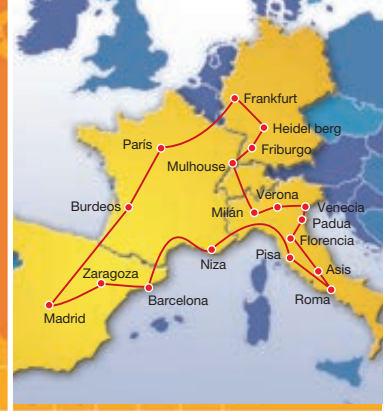 Frankfurt
Heidel berg
París
Friburgo
Mulhouse
Verona
Burdeos
Milán
Venecia
Padua
Florencia
Pisa
Niza
Zaragoza
Asis
Barcelona
Roma
Madrid